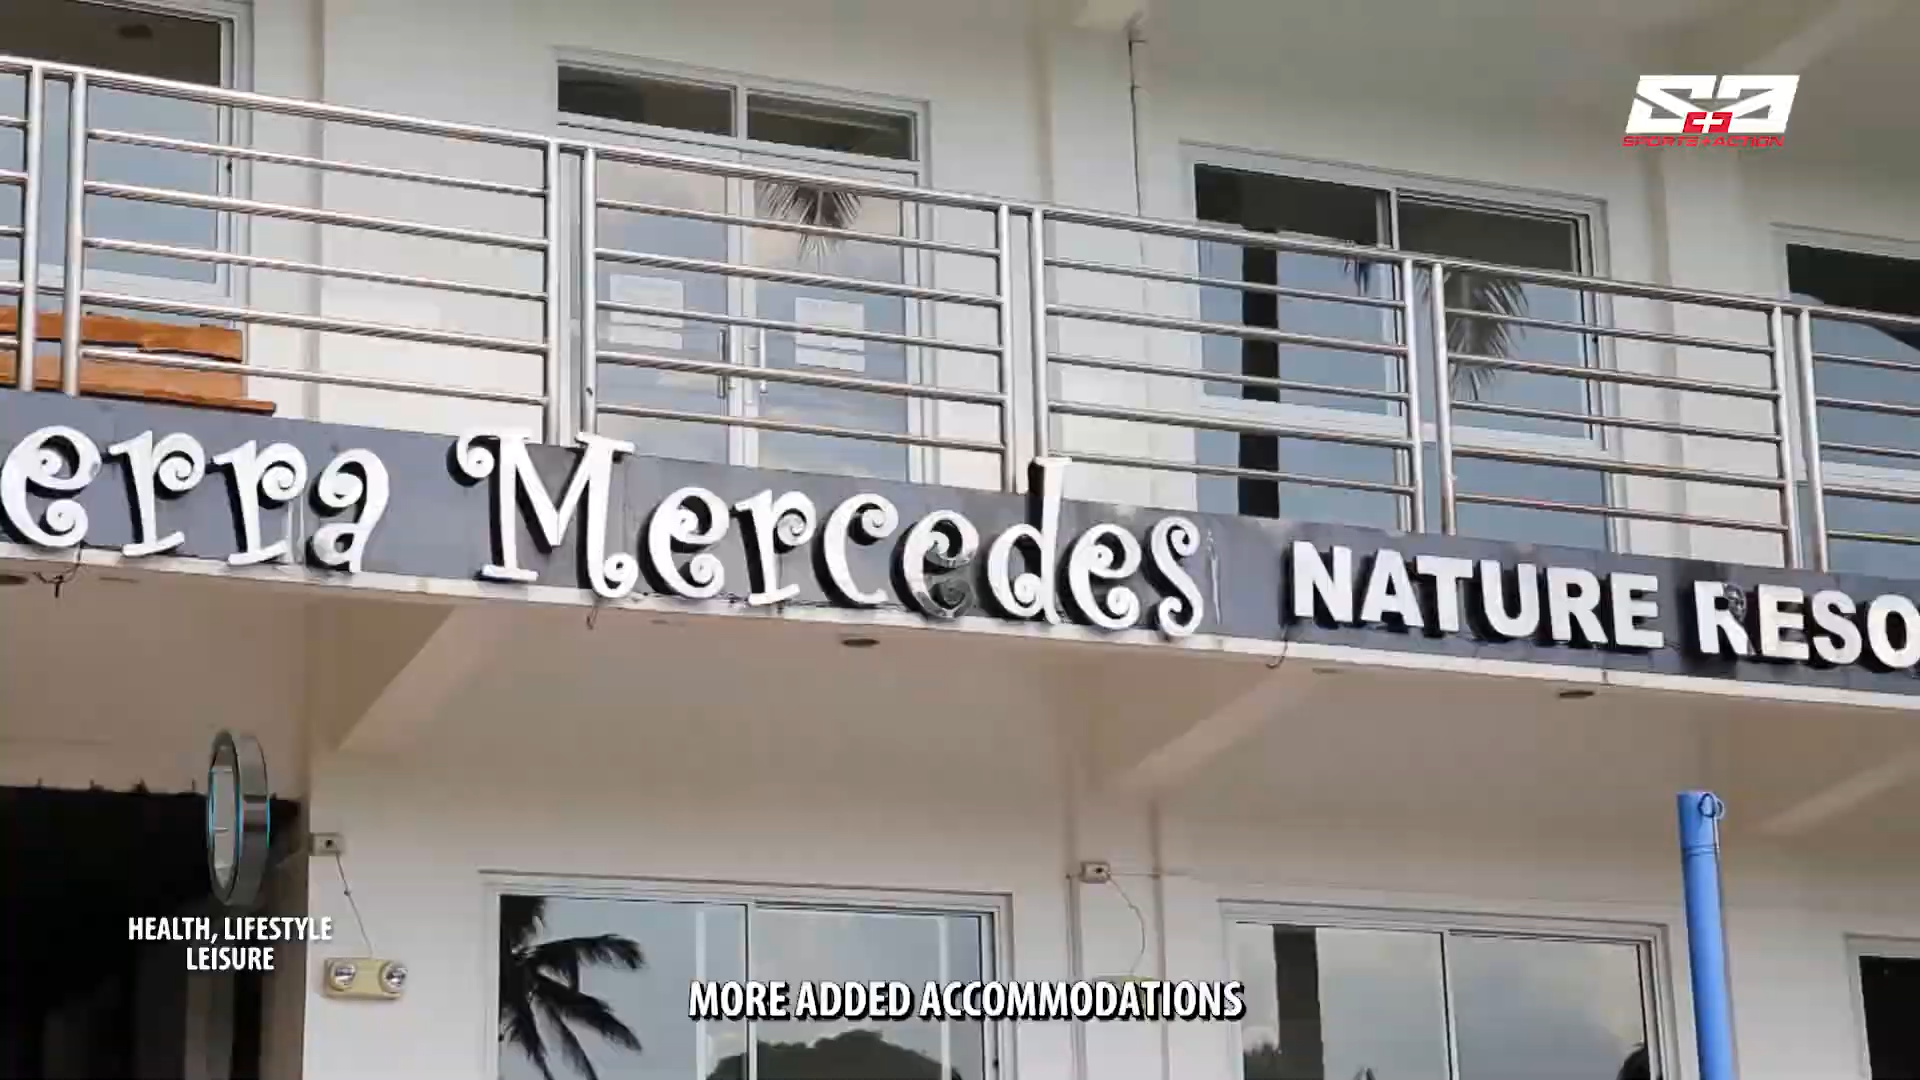 S+A
SPORTS+ACTION
erra Mercedes NATURE RESO
HEALTH, LIFESTYLE
LEISURE
MORE ADDED ACCOMMODATIONS